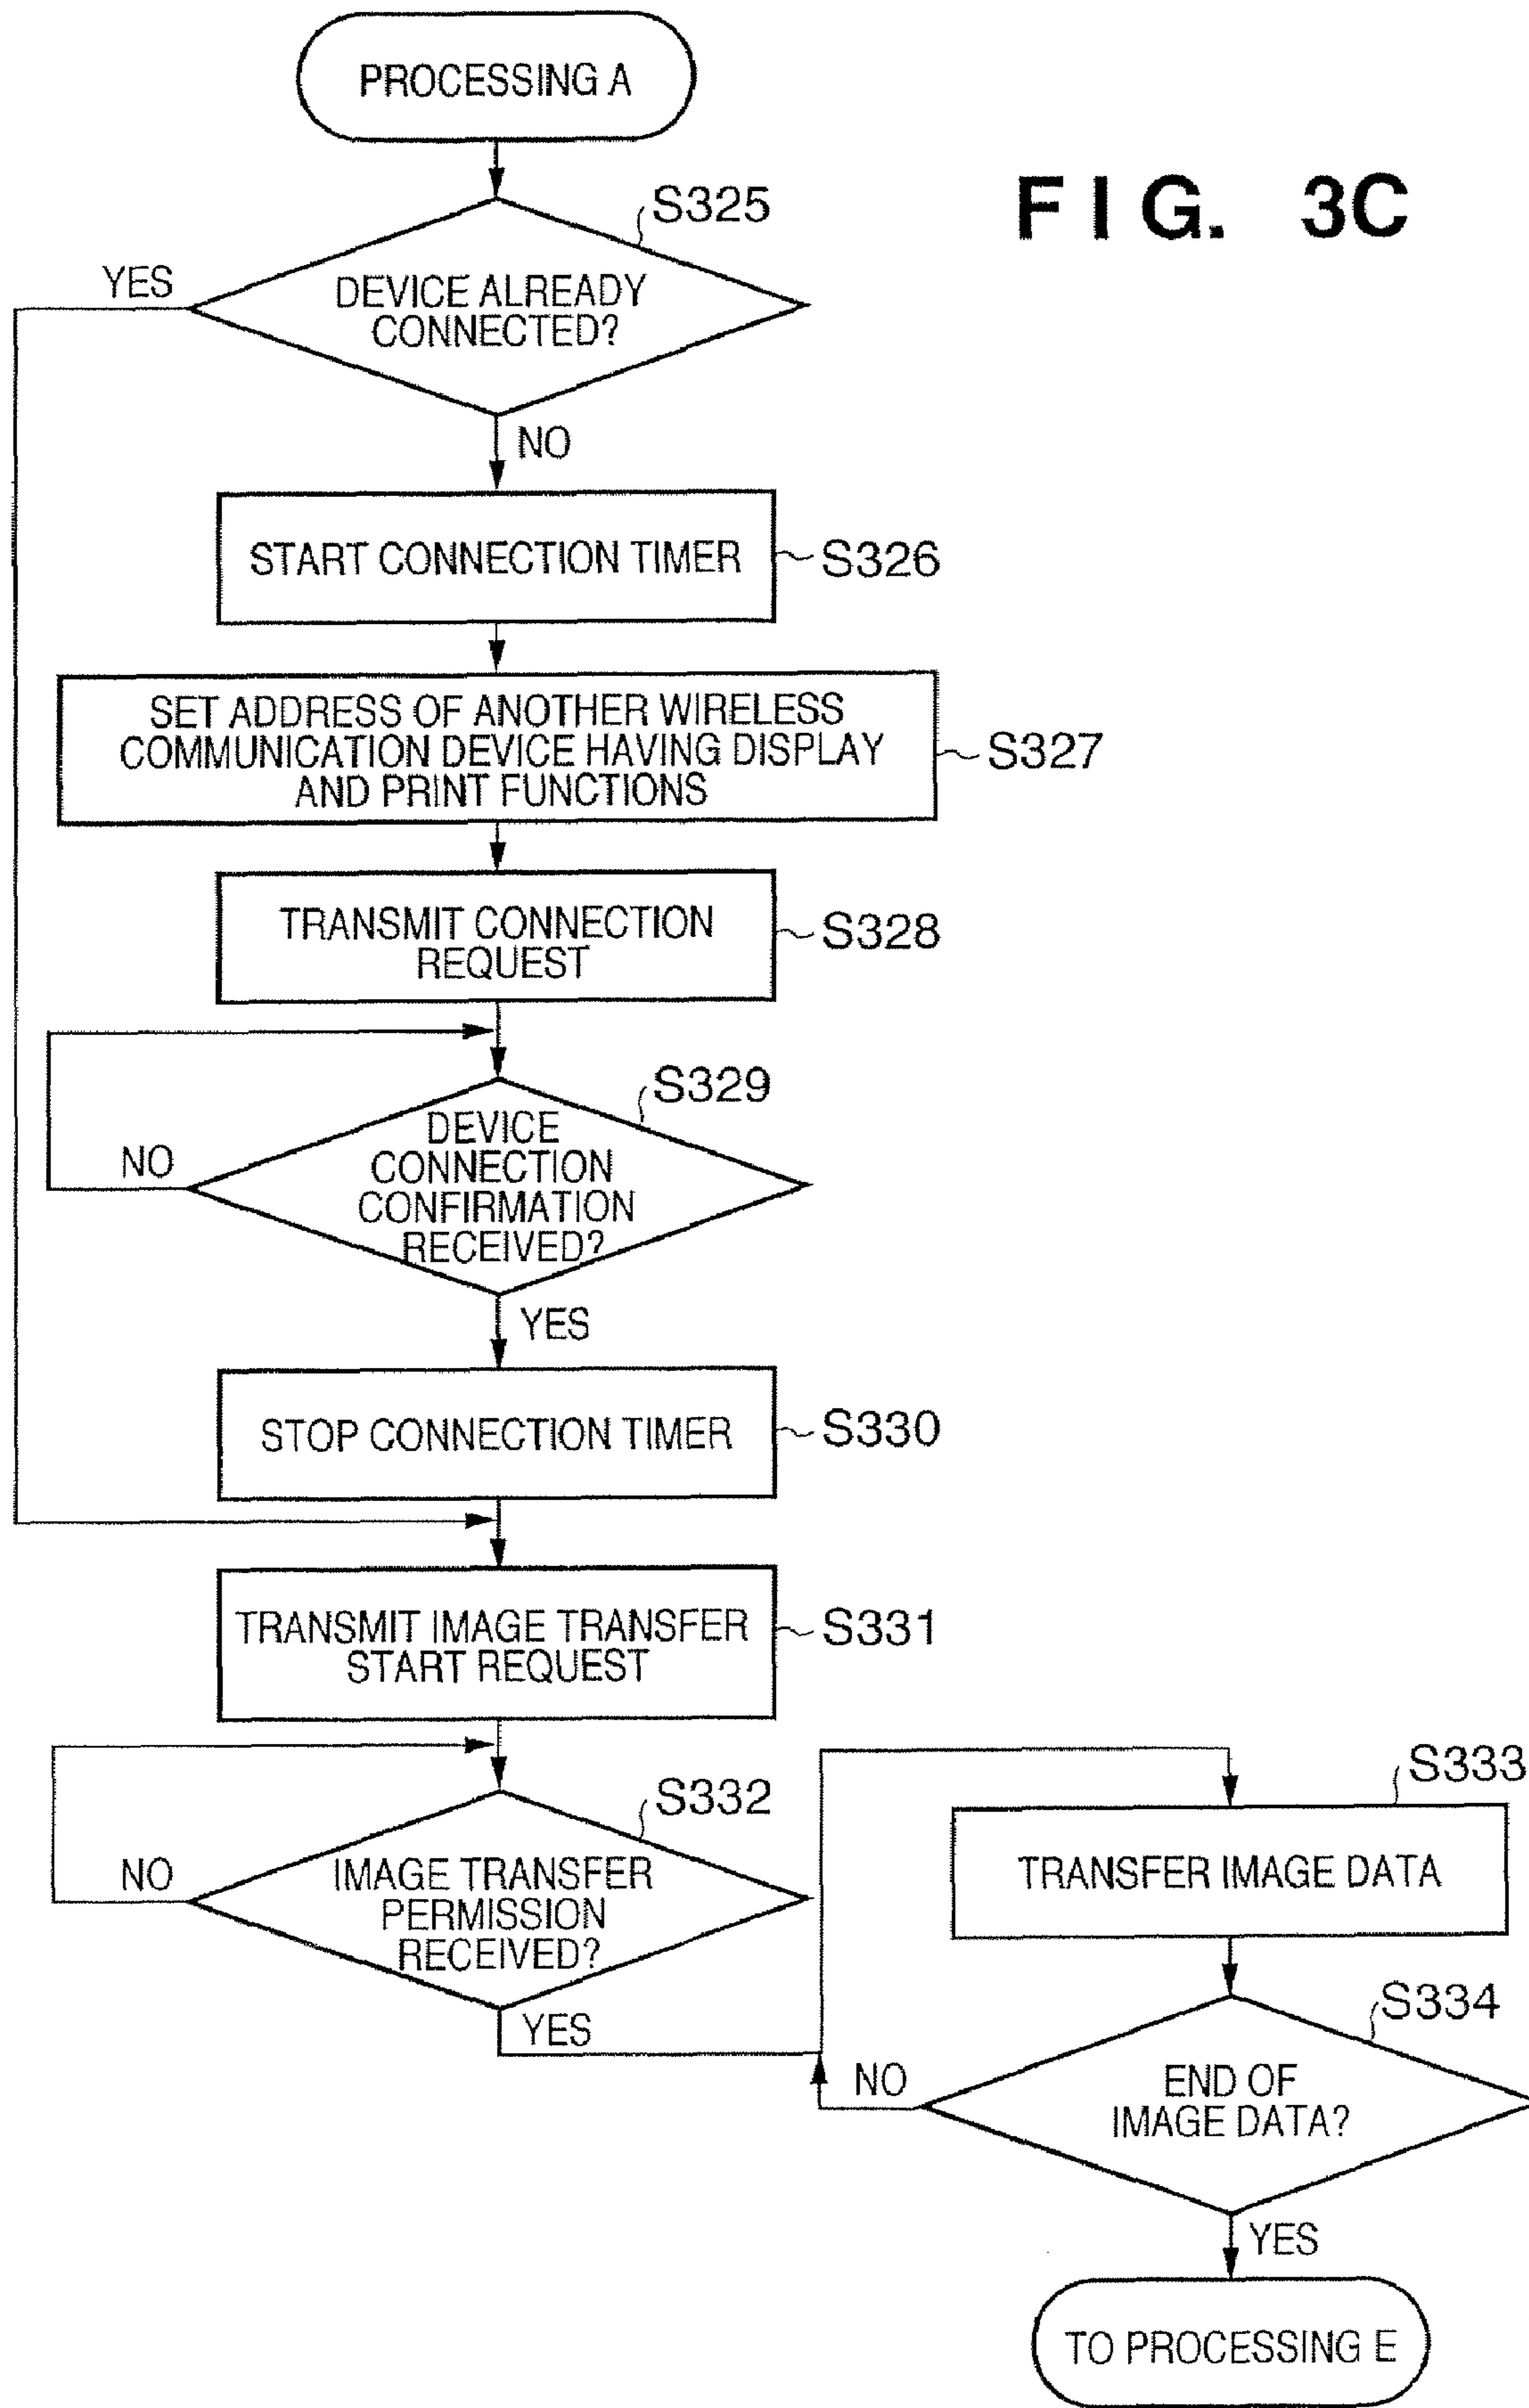 PROCESSING A
FIG. 3C
S325
YES
DEVICE ALREADY
CONNECTED?
NO
START CONNECTION TIMER
S326
SET ADDRESS OF ANOTHER WIRELESS
COMMUNICATION DEVICE HAVING DISPLAY
AND PRINT FUNCTIONS
S327
TRANSMIT CONNECTION
REQUEST
S328
S329
DEVICE
CONNECTION
CONFIRMATION
RECEIVED?
NO
YES
STOP CONNECTION TIMER
S330
TRANSMIT IMAGE TRANSFER
START REQUEST
S331
S332
NO
IMAGE TRANSFER
PERMISSION
RECEIVED?
YES
S333
TRANSFER IMAGE DATA
S334
NO
END OF
IMAGE DATA?
YES
TO PROCESSING E